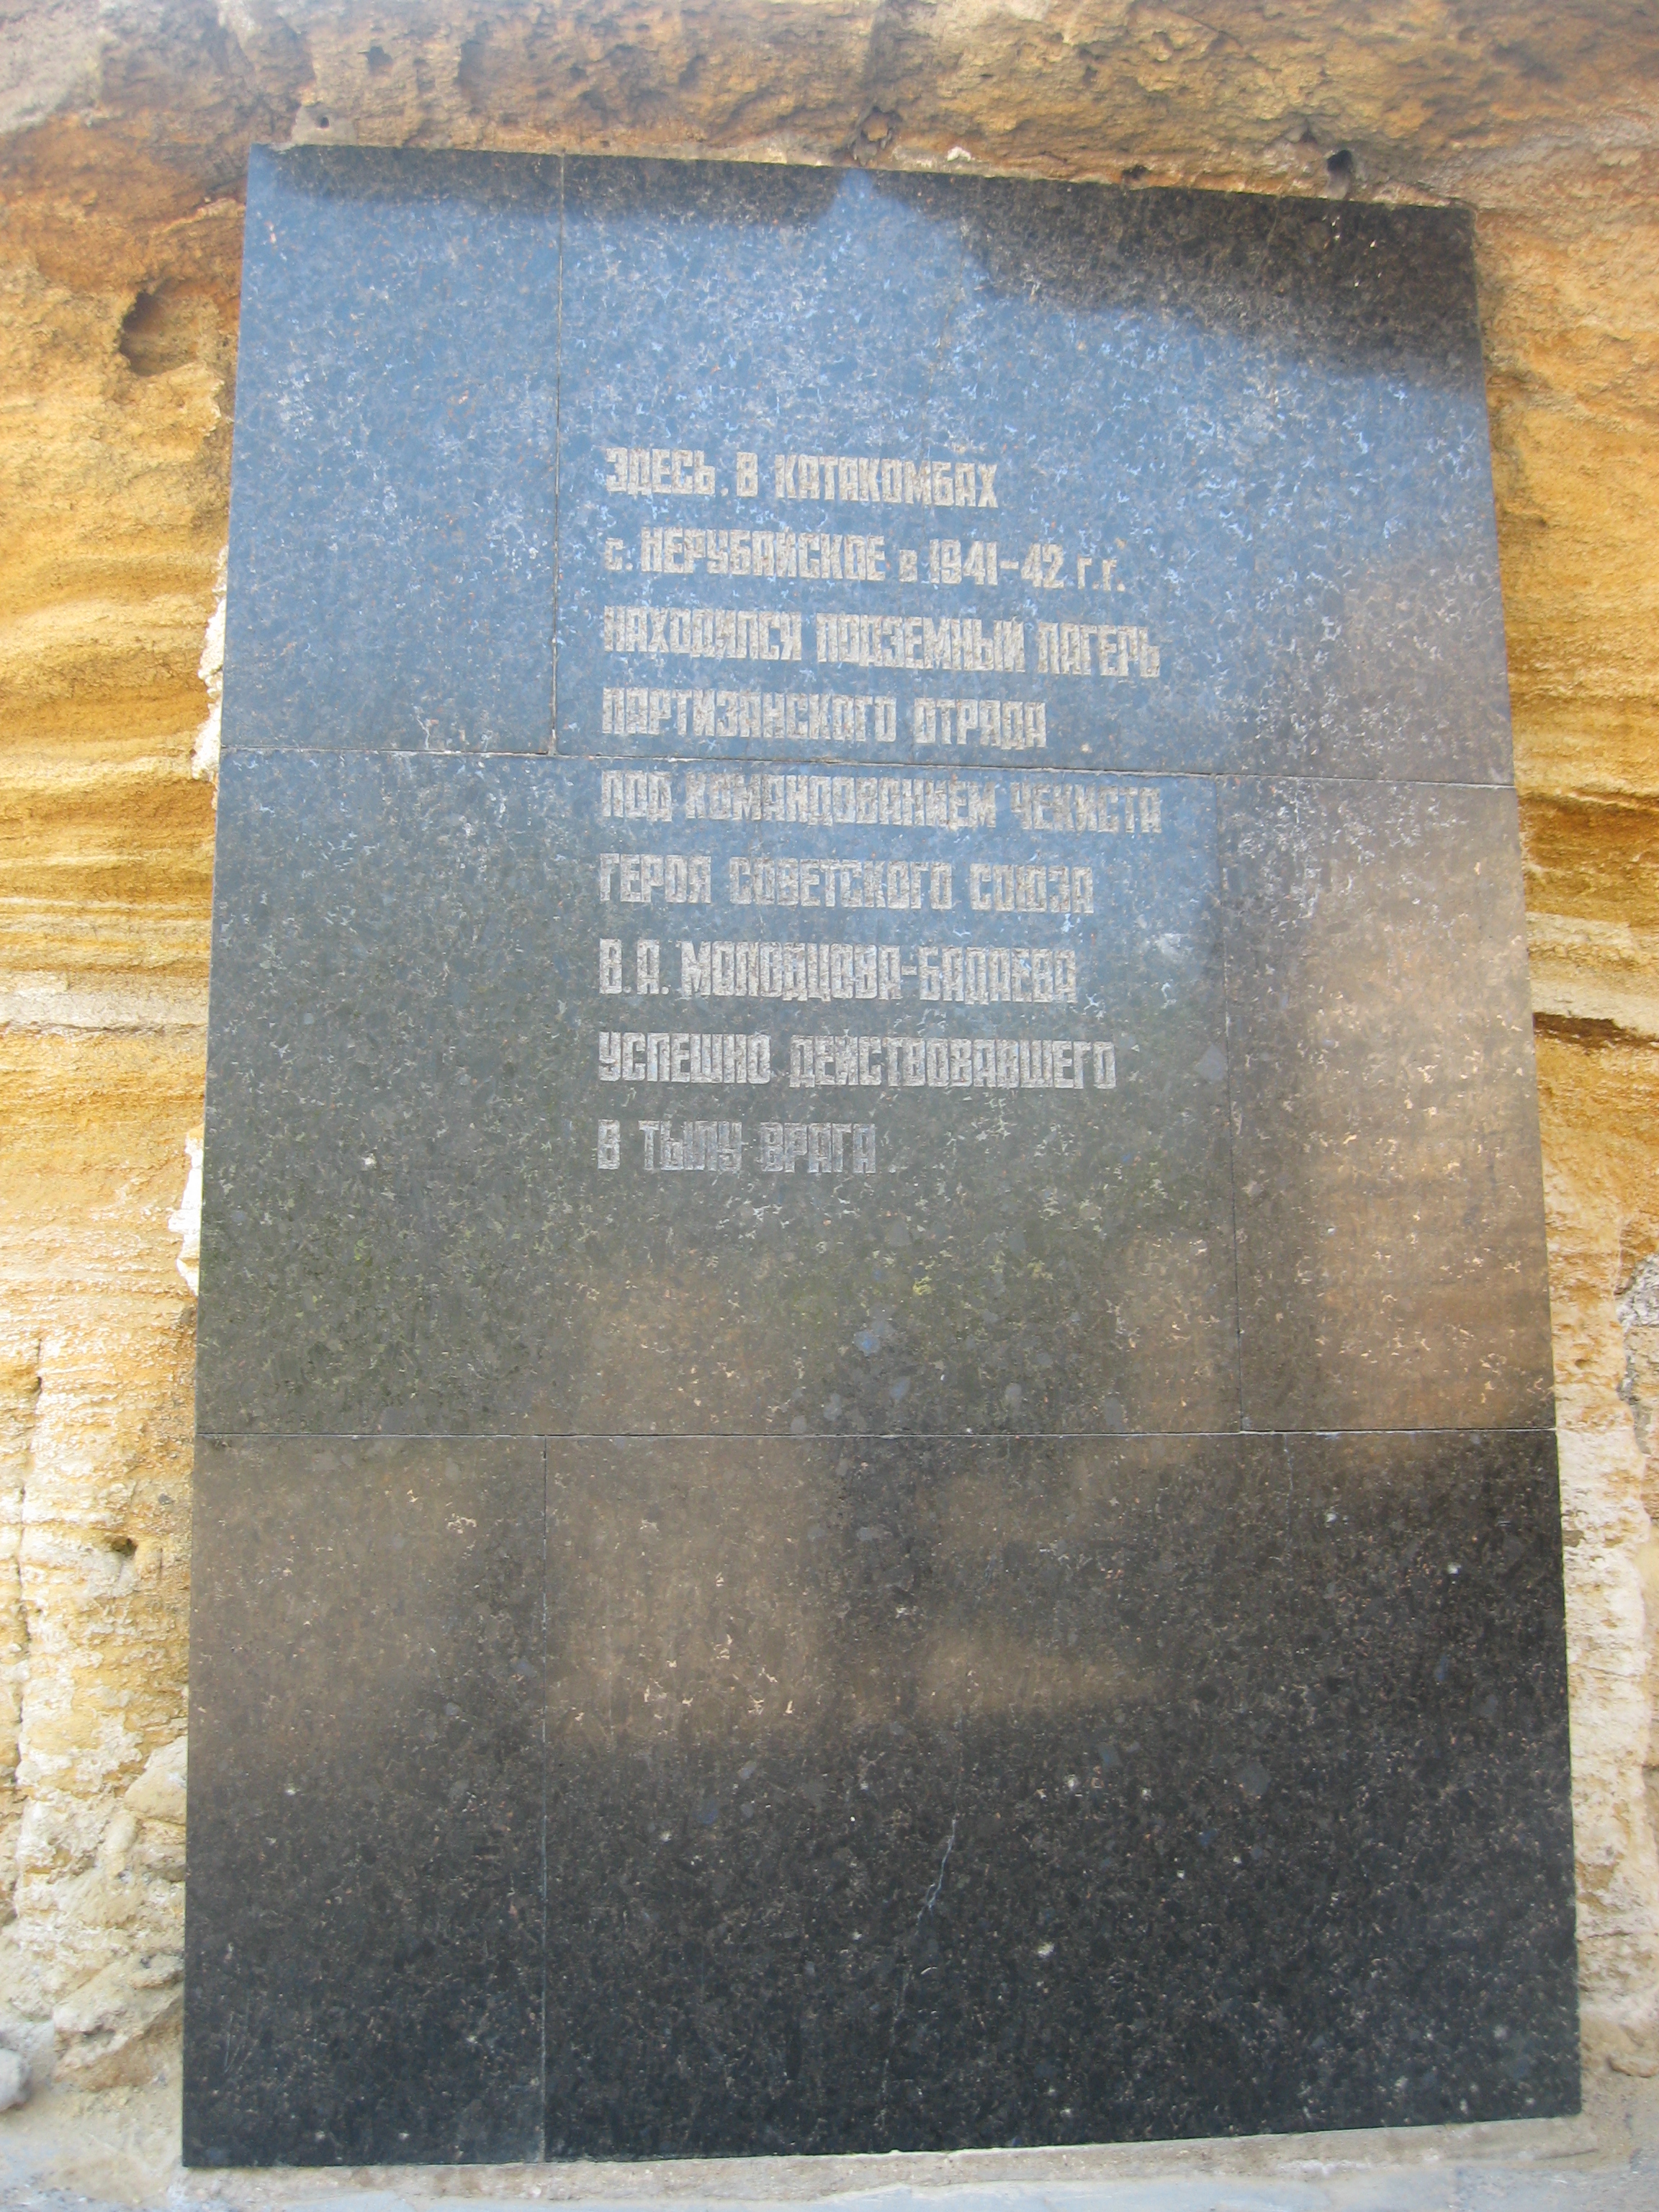 ЗДЕСЬ, В КАТАКОМБАХ
с. НЕРУБАЙСКОЕ в 1941-42 г.г.
НАХОДИЛСЯ ПОДЗЕМНЫЙ ЛАГЕРЬ
ПАРТИЗАНСКОГО ОТРЯДА
ПОД КОМАНДОВАНИЕМ ЧЕКИСТА
ГЕРОЯ СОВЕТСКОГО СОЮЗА
В.А. МОЛОДЦОВА-БАДАЕВА
УСПЕШНО ДЕЙСТВОВАВШЕГО
В ТЫЛУ ВРАГА.